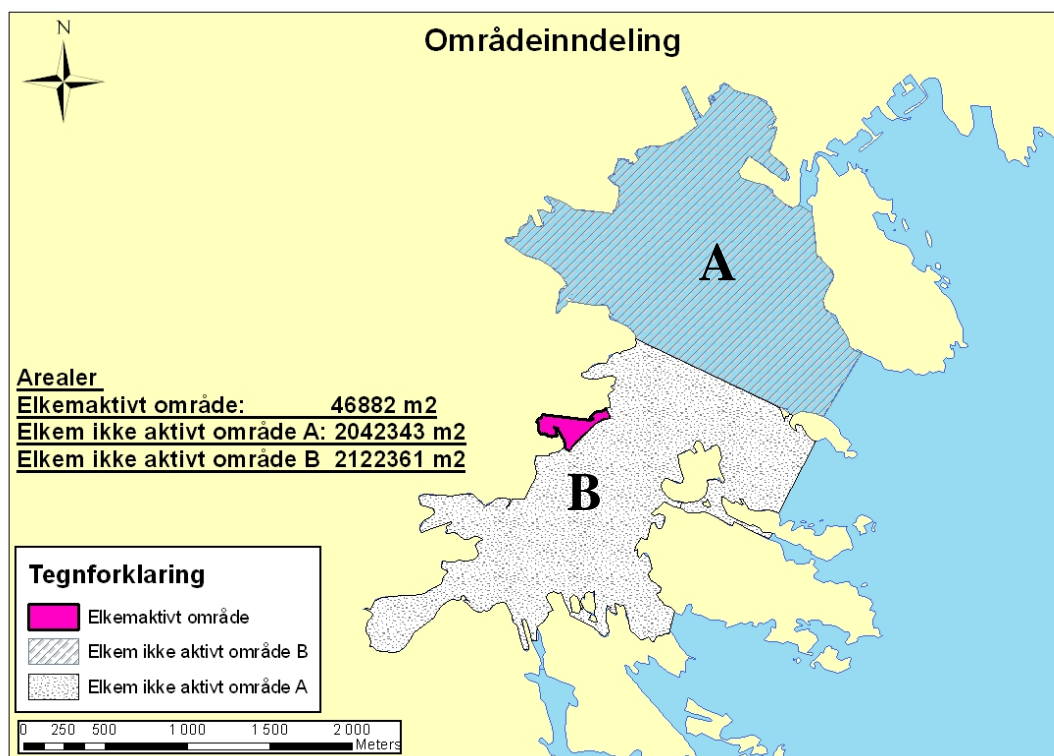 Områdeinndeling
N
A
Arealer
Elkemaktivt område: 46882 m2
Elkem ikke aktivt område A: 2042343 m2
Elkem ikke aktivt område B 2122361 m2
B
Tegnforklaring
Elkemaktivt område
Elkem ikke aktivt område B
Elkem ikke aktivt område A
0 250 500 1 000 1 500 2 000
Meters